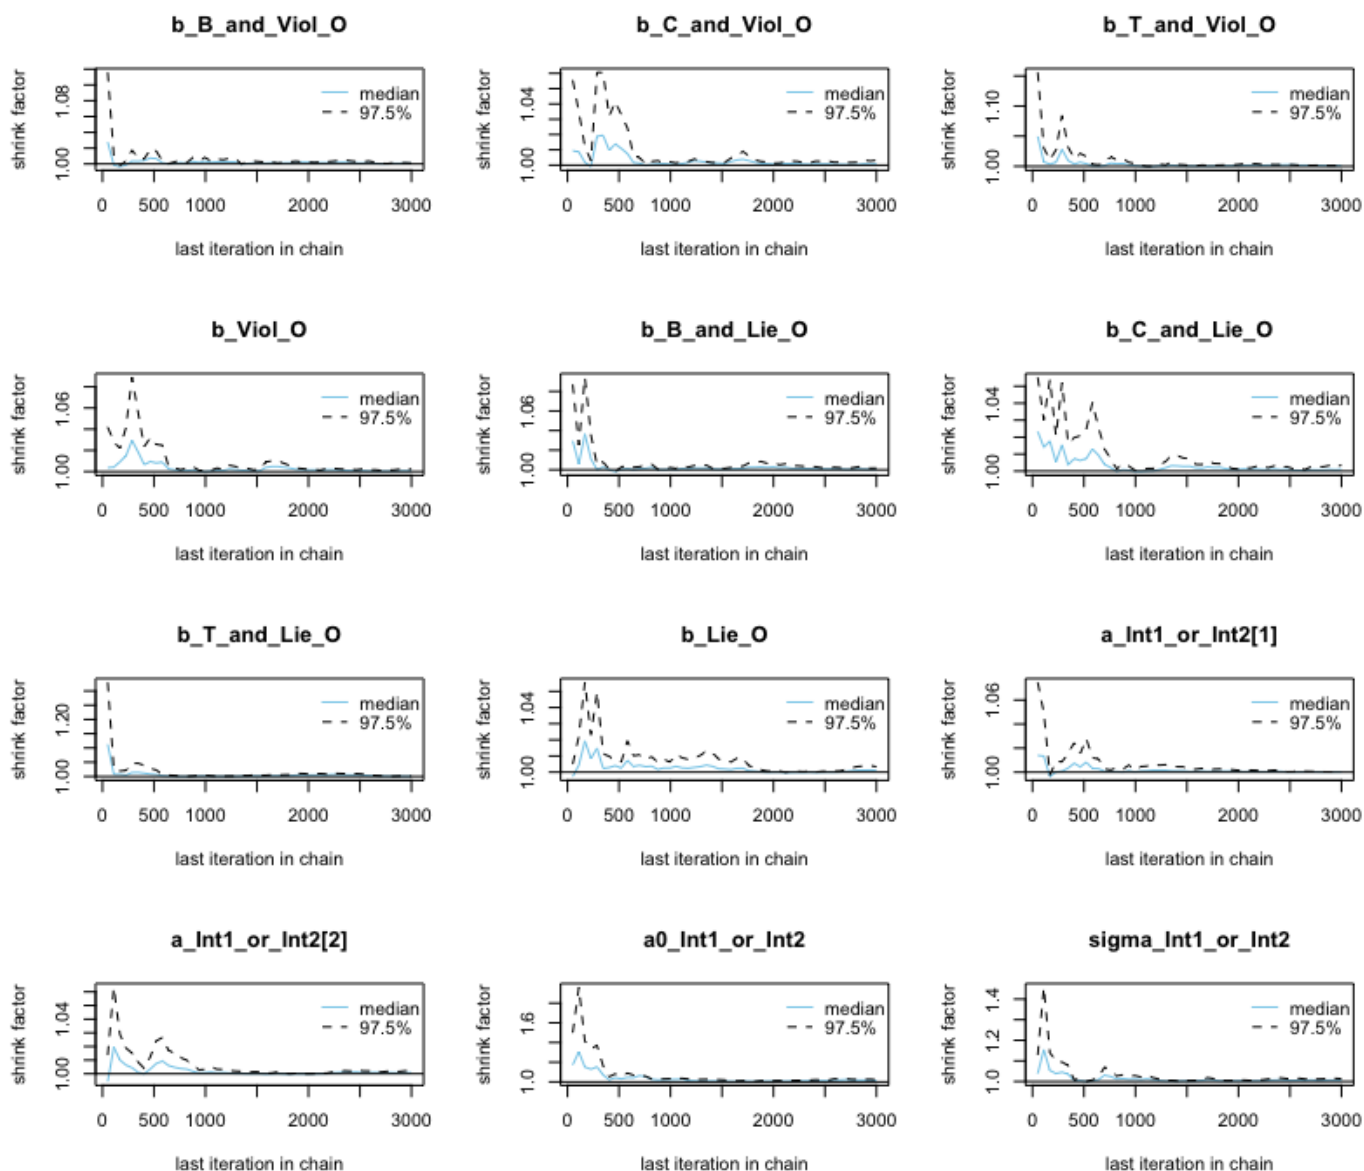 b_B_and_Viol_O
shrink factor
1.00 1.08
median
97.5%
0 500 1000 2000 3000
last iteration in chain
b_C_and_Viol_O
shrink factor
1.00 1.04
median
97.5%
0 500 1000 2000 3000
last iteration in chain
b_T_and_Viol_O
shrink factor
1.00 1.10
median
97.5%
0 500 1000 2000 3000
last iteration in chain
b_Viol_O
shrink factor
1.00 1.06
median
97.5%
0 500 1000 2000 3000
last iteration in chain
b_B_and_Lie_O
shrink factor
1.00 1.06
median
97.5%
0 500 1000 2000 3000
last iteration in chain
b_C_and_Lie_O
shrink factor
1.00 1.04
median
97.5%
0 500 1000 2000 3000
last iteration in chain
b_T_and_Lie_O
shrink factor
1.00 1.20
median
97.5%
0 500 1000 2000 3000
last iteration in chain
b_Lie_O
shrink factor
1.00 1.04
median
97.5%
0 500 1000 2000 3000
last iteration in chain
a_Int1_or_Int2[1]
shrink factor
1.00 1.06
median
97.5%
0 500 1000 2000 3000
last iteration in chain
a_Int1_or_Int2[2]
shrink factor
1.00 1.04
median
97.5%
0 500 1000 2000 3000
last iteration in chain
a0_Int1_or_Int2
shrink factor
1.0 1.6
median
97.5%
0 500 1000 2000 3000
last iteration in chain
sigma_Int1_or_Int2
shrink factor
1.0 1.2 1.4
median
97.5%
0 500 1000 2000 3000
last iteration in chain